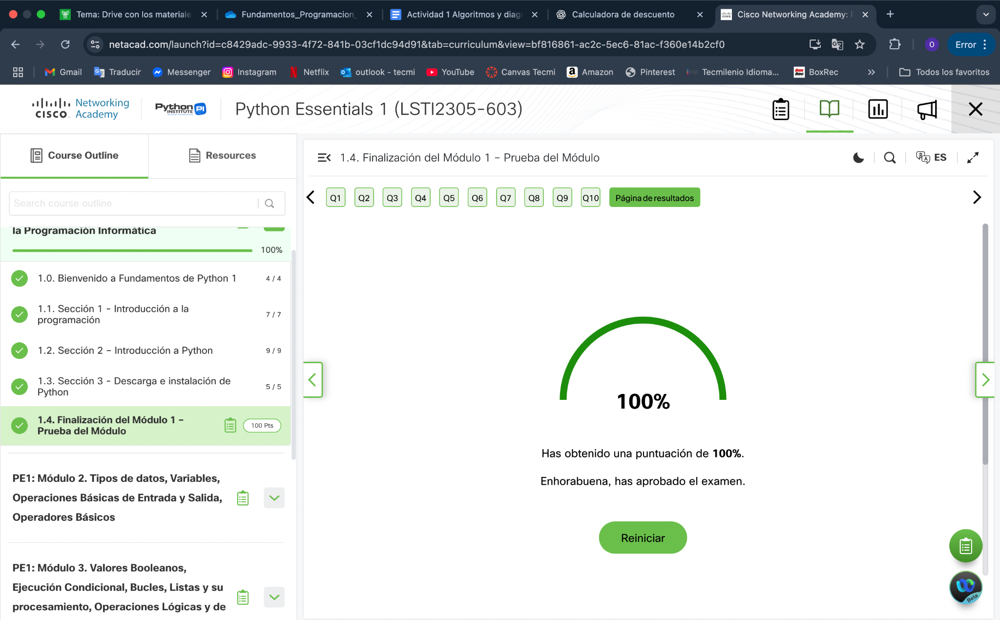 Tema: Drive con los materiale
Fundamentos_Programacion_
Actividad 1 Algoritmos y diagr
Calculadora de descuento
Cisco Networking Academy: P
netacad.com/launch?id=c8429adc-9933-4f72-841b-03cf1dc94d91&tab=curriculum&view=bf816861-ac2c-5ec6-81ac-f360e14b2cf0
O
Error
Gmail
Traducir
Messenger
Instagram
Netflix
outlook - tecmi
YouTube
Canvas Tecmi
Amazon
Pinterest
Tecmilenio Idioma...
BoxRec
Todos los favoritos
CISCO Networking Academy
Python INSTITUTE PI
Python Essentials 1 (LSTI2305-603)
Course Outline
Resources
Search course outline
la Programación Informática
100%
1.0. Bienvenido a Fundamentos de Python 1
4 / 4
1.1. Sección 1 - Introducción a la
programación
7 / 7
1.2. Sección 2 – Introducción a Python
9 / 9
1.3. Sección 3 - Descarga e instalación de
Python
5 / 5
1.4. Finalización del Módulo 1 –
Prueba del Módulo
100 Pts
PE1: Módulo 2. Tipos de datos, Variables,
Operaciones Básicas de Entrada y Salida,
Operadores Básicos
PE1: Módulo 3. Valores Booleanos,
Ejecución Condicional, Bucles, Listas y su
procesamiento, Operaciones Lógicas y de
1.4. Finalización del Módulo 1 – Prueba del Módulo
ES
Q1
Q2
Q3
Q4
Q5
Q6
Q7
Q8
Q9
Q10
Página de resultados
100%
Has obtenido una puntuación de 100%.
Enhorabuena, has aprobado el examen.
Reiniciar
Beta